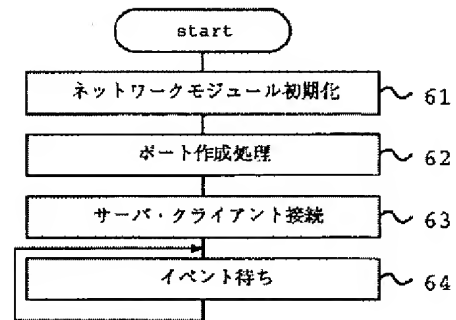 start
ネットワークモジュール初期化
61
ポート作成処理
62
サーバ・クライアント接続
63
イベント待ち
64